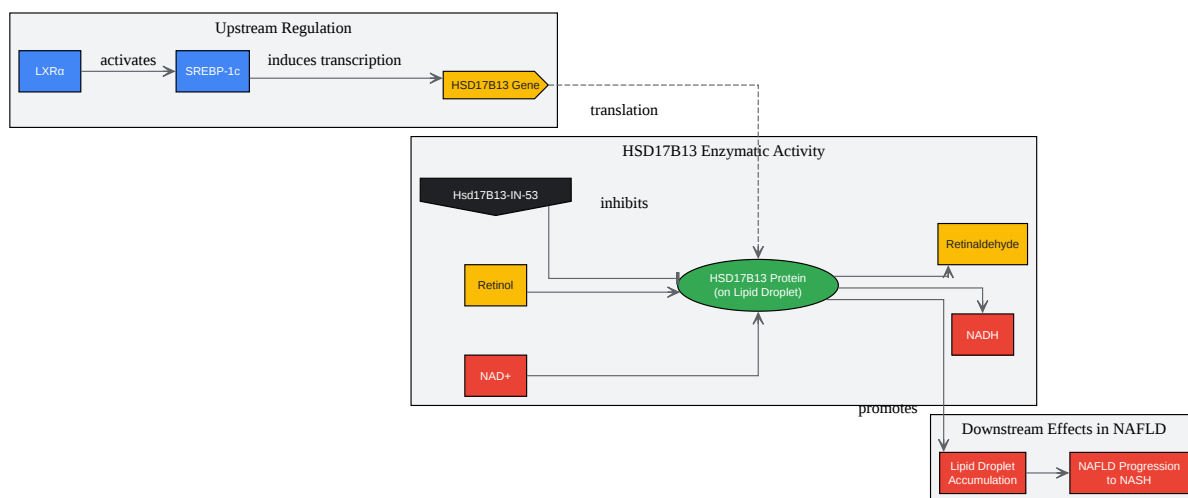 Upstream Regulation
LXRα
activates
SREBP-1c
induces transcription
HSD17B13 Gene
translation
HSD17B13 Enzymatic Activity
Hsd17B13-IN-53
inhibits
Retinaldehyde
Retinol
HSD17B13 Protein
(on Lipid Droplet)
NADH
NAD+
promotes
Downstream Effects in NAFLD
Lipid Droplet
Accumulation
NAFLD Progression
to NASH